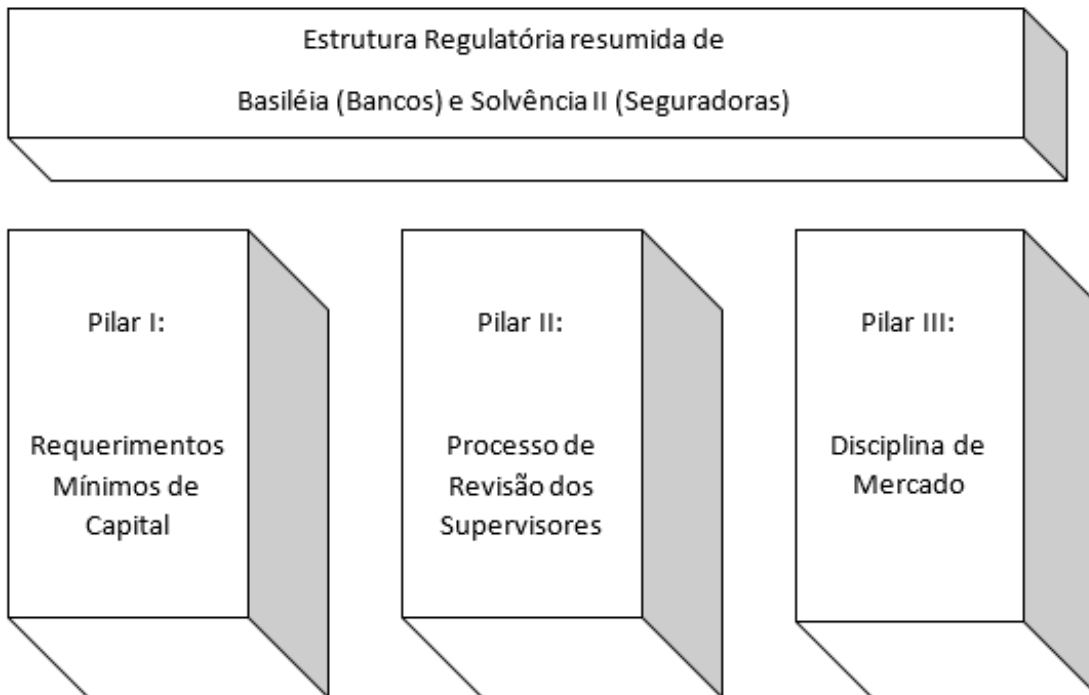 Estrutura Regulatória resumida de
Basiléia (Bancos) e Solvência II (Seguradoras)
Pilar I:
Requerimentos
Mínimos de
Capital
Pilar II:
Processo de
Revisão dos
Supervisores
Pilar III:
Disciplina de
Mercado